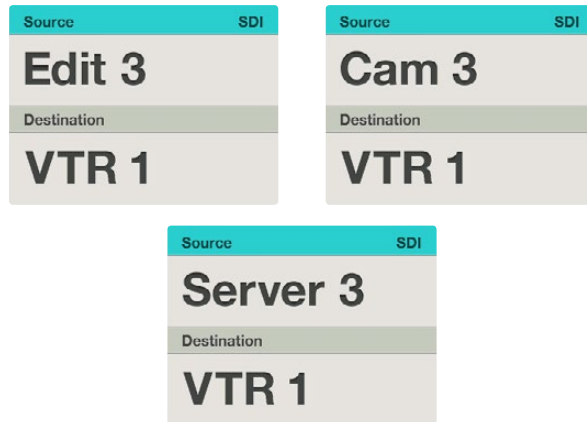 Source SDI
Edit 3
Destination
VTR 1
Source SDI
Cam 3
Destination
VTR 1
Source SDI
Server 3
Destination
VTR 1